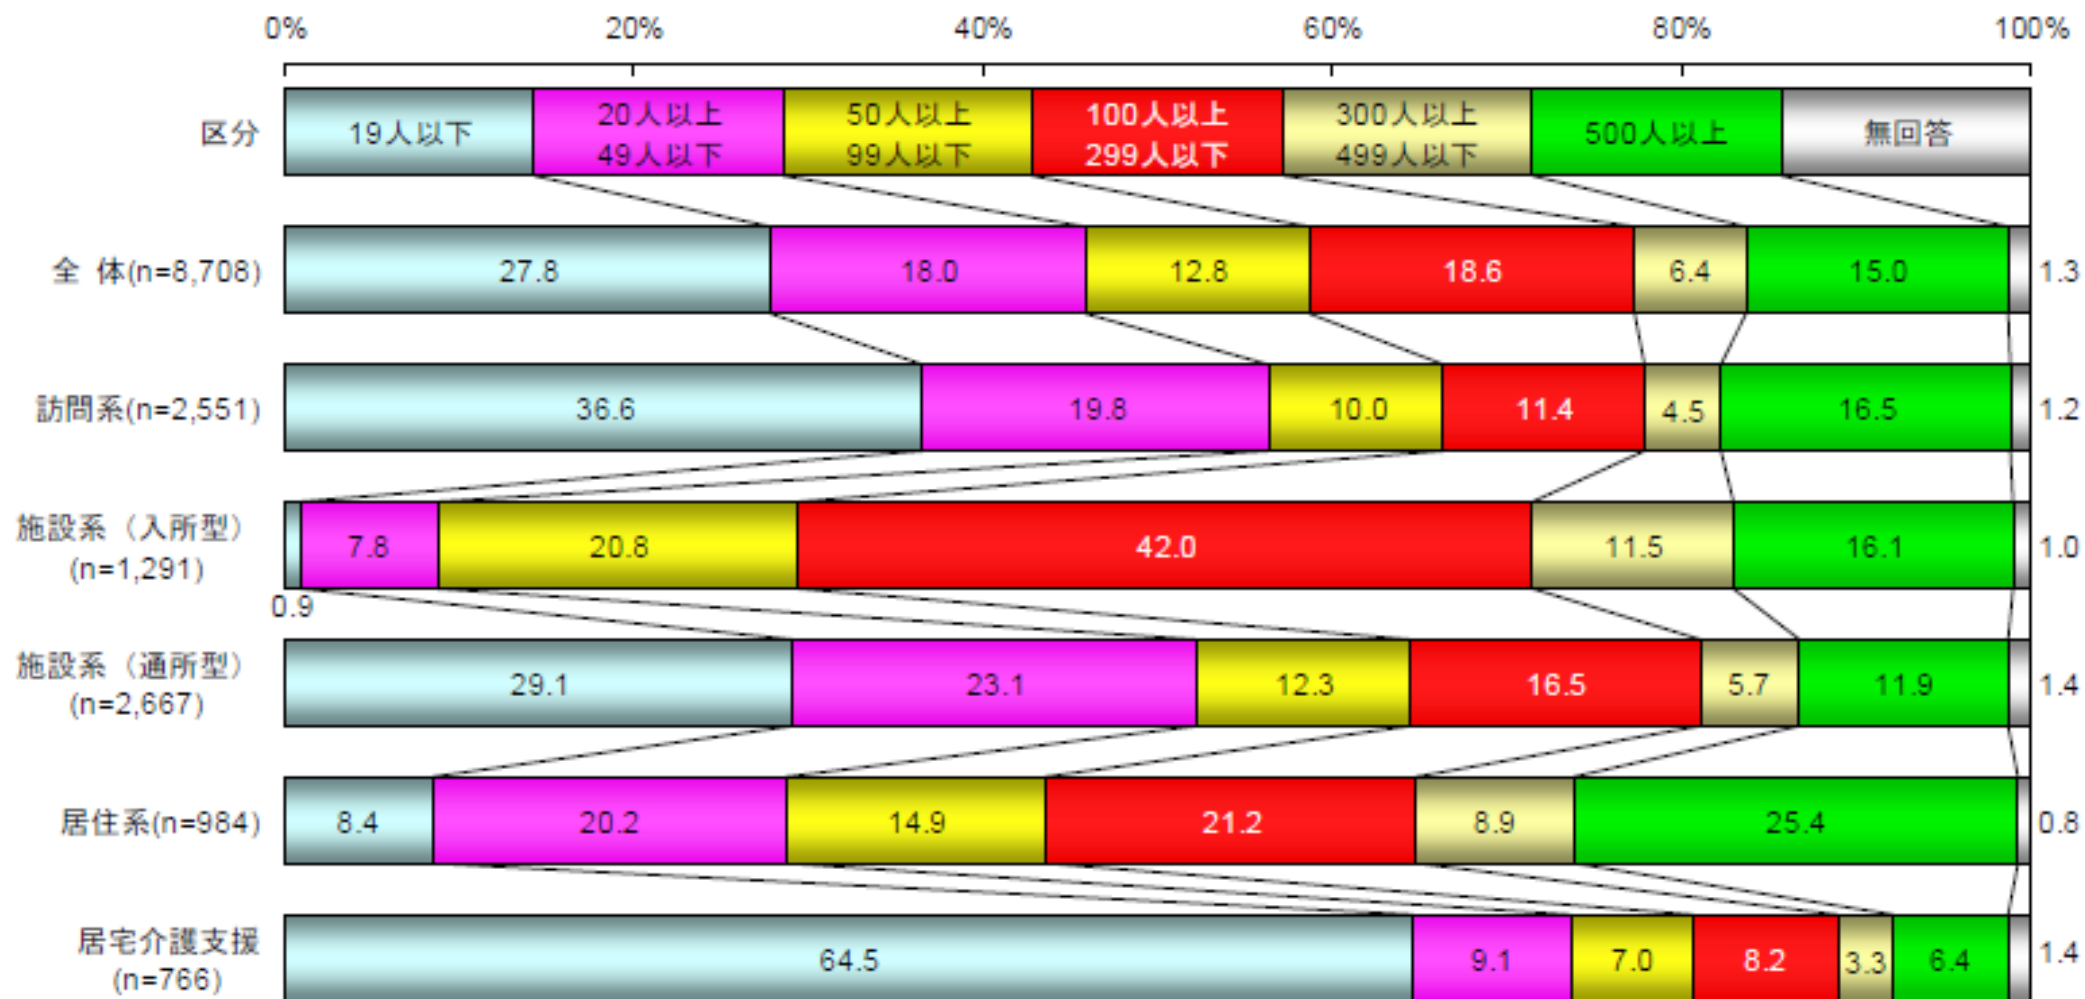 0% 20% 40% 60% 80% 100%
区分 19人以下 20人以上 50人以上 100人以上 300人以上 500人以上 無回答
49人以下 99人以下 299人以下 499人以下
全 体(n=8,708) 27.8 18.0 12.8 18.6 6.4 15.0 1.3
訪問系(n=2,551) 36.6 19.8 10.0 11.4 4.5 16.5 1.2
施設系（入所型） 7.8 20.8 42.0 11.5 16.1 1.0
(n=1,291)
0.9
施設系（通所型） 29.1 23.1 12.3 16.5 5.7 11.9 1.4
(n=2,667)
居住系(n=984) 8.4 20.2 14.9 21.2 8.9 25.4 0.8
居宅介護支援 64.5 9.1 7.0 8.2 3.3 6.4 1.4
(n=766)